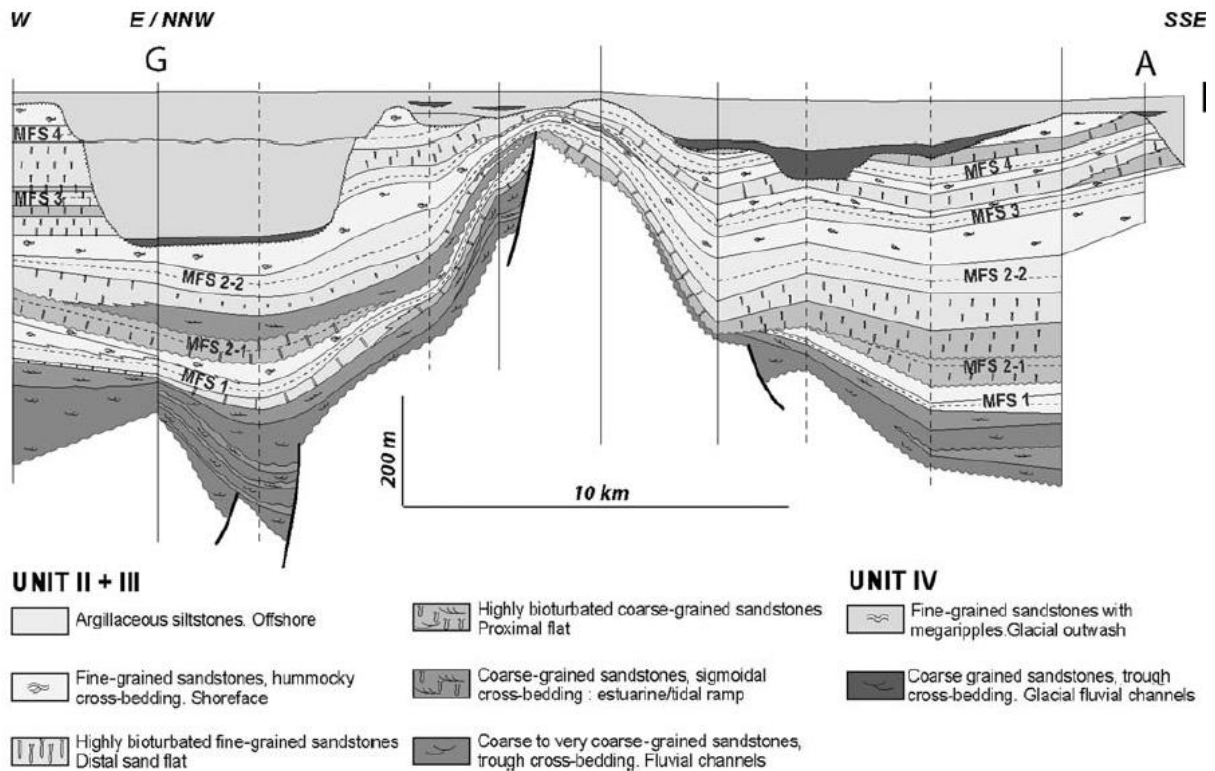 W
E / NNW
SSE
G
A
MFS 4
MFS 3
MFS 2-2
MFS 2-1
MFS 1
MFS 4
MFS 3
MFS 2-2
MFS 2-1
MFS 1
200 m
10 km
UNIT II + III
Argillaceous siltstones. Offshore
Fine-grained sandstones, hummocky
cross-bedding. Shoreface
Highly bioturbated fine-grained sandstones
Distal sand flat
Highly bioturbated coarse-grained sandstones
Proximal flat
Coarse-grained sandstones, sigmoidal
cross-bedding : estuarine/tidal ramp
Coarse to very coarse-grained sandstones,
trough cross-bedding. Fluvial channels
UNIT IV
Fine-grained sandstones with
megaripples.Glacial outwash
Coarse grained sandstones, trough
cross-bedding. Glacial fluvial channels